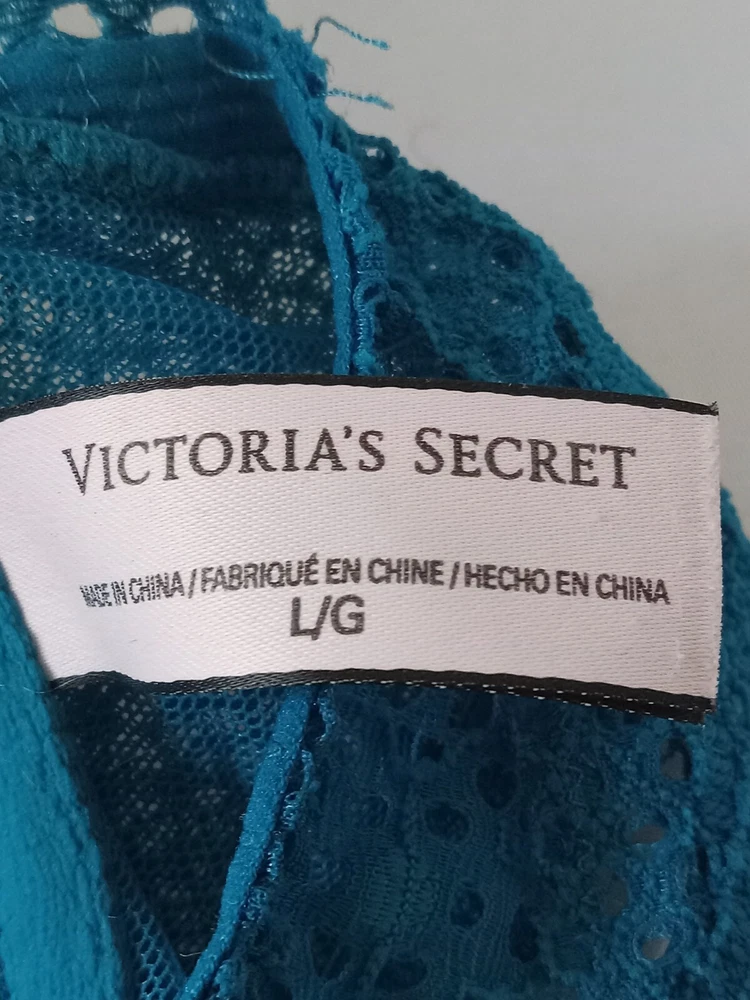 VICTORIA'S SECRET
MADE IN CHINA / FABRIQUÉ EN CHINE / HECHO EN CHINA
L/G